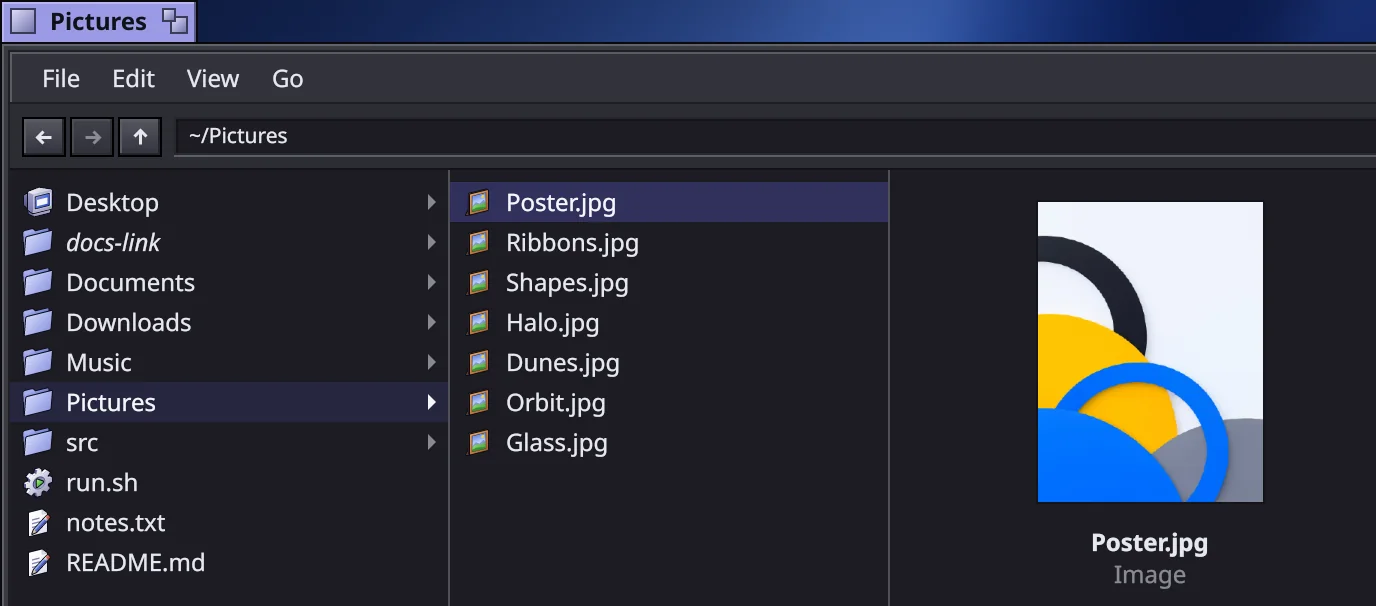 Pictures
File Edit View Go
~/Pictures
Desktop
docs-link
Documents
Downloads
Music
Pictures
src
run.sh
notes.txt
README.md
Poster.jpg
Ribbons.jpg
Shapes.jpg
Halo.jpg
Dunes.jpg
Orbit.jpg
Glass.jpg
Poster.jpg
Image